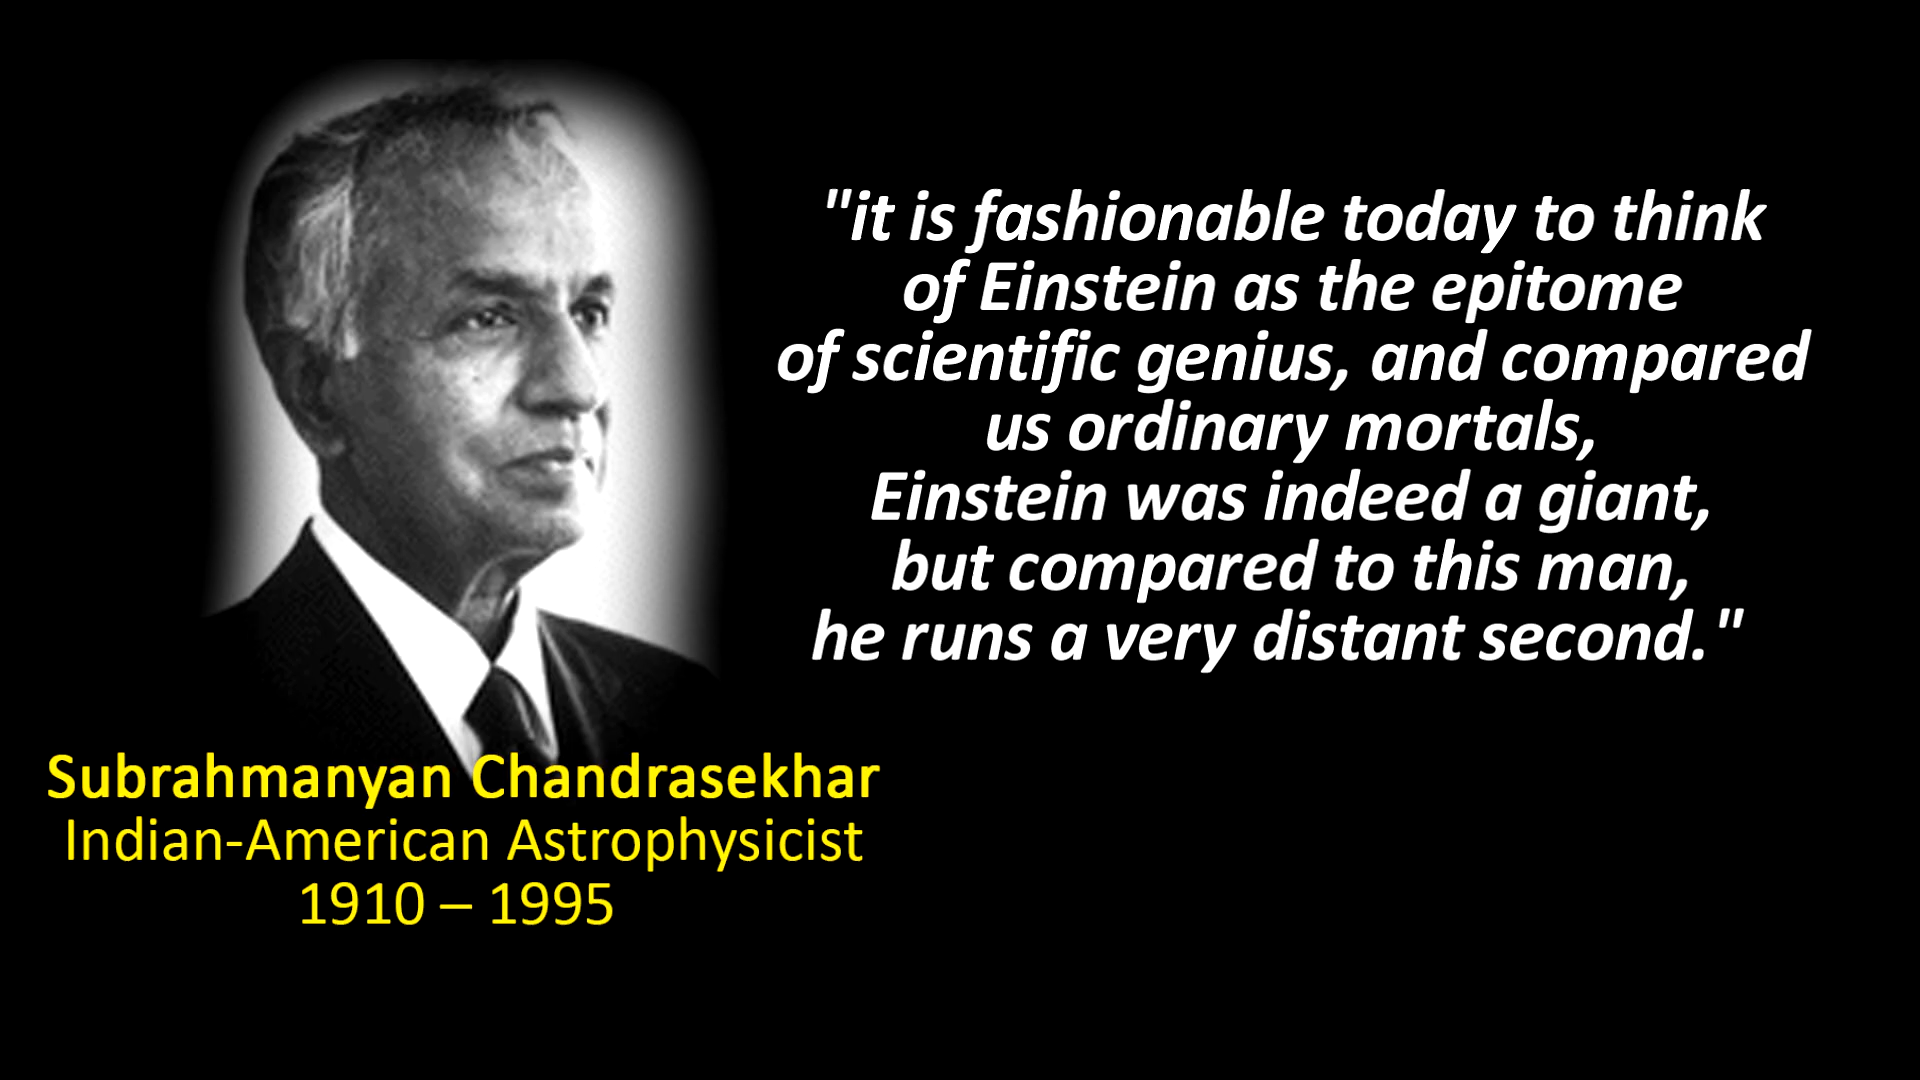 "it is fashionable today to think
of Einstein as the epitome
of scientific genius, and compared
us ordinary mortals,
Einstein was indeed a giant,
but compared to this man,
he runs a very distant second."
Subrahmanyan Chandrasekhar
Indian-American Astrophysicist
1910 – 1995